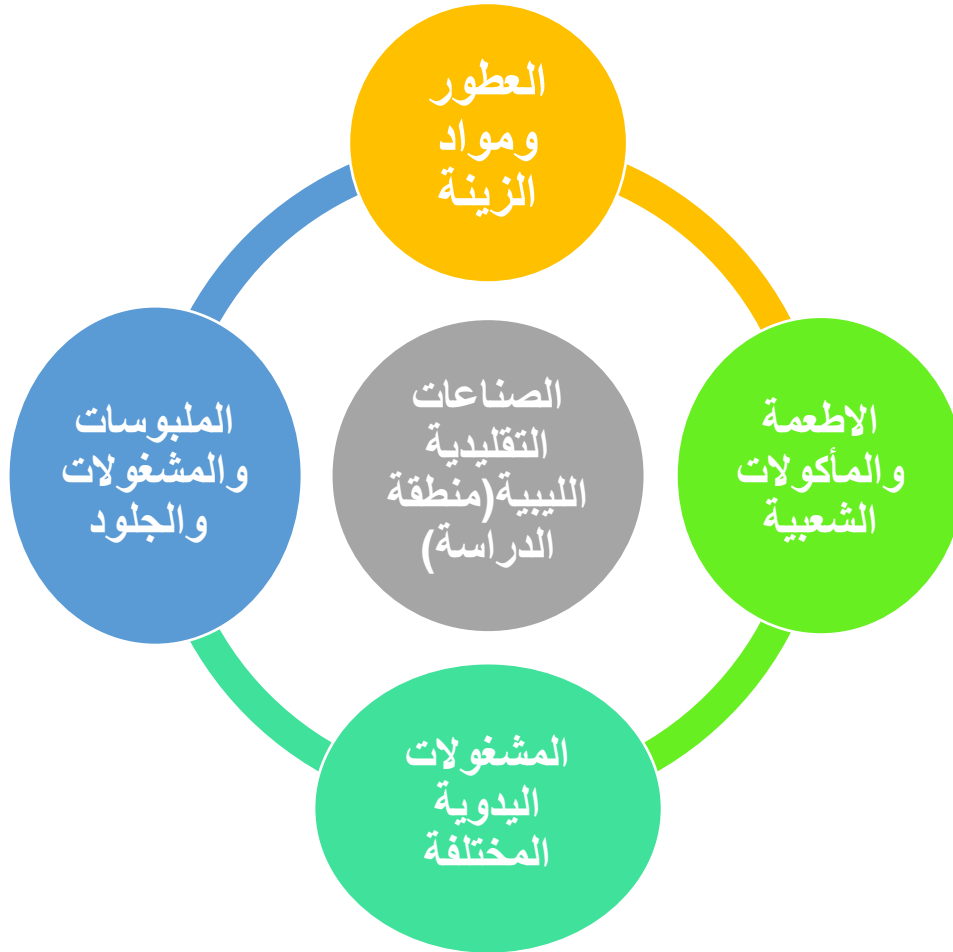 العطور
ومواد
الزينة
الاطعمة
والمأكولات
الشعبية
الصناعات
التقليدية
الليبية(منطقة
الدراسة)
الملبوسات
والمشغولات
والجلود
المشغولات
اليدوية
المختلفة